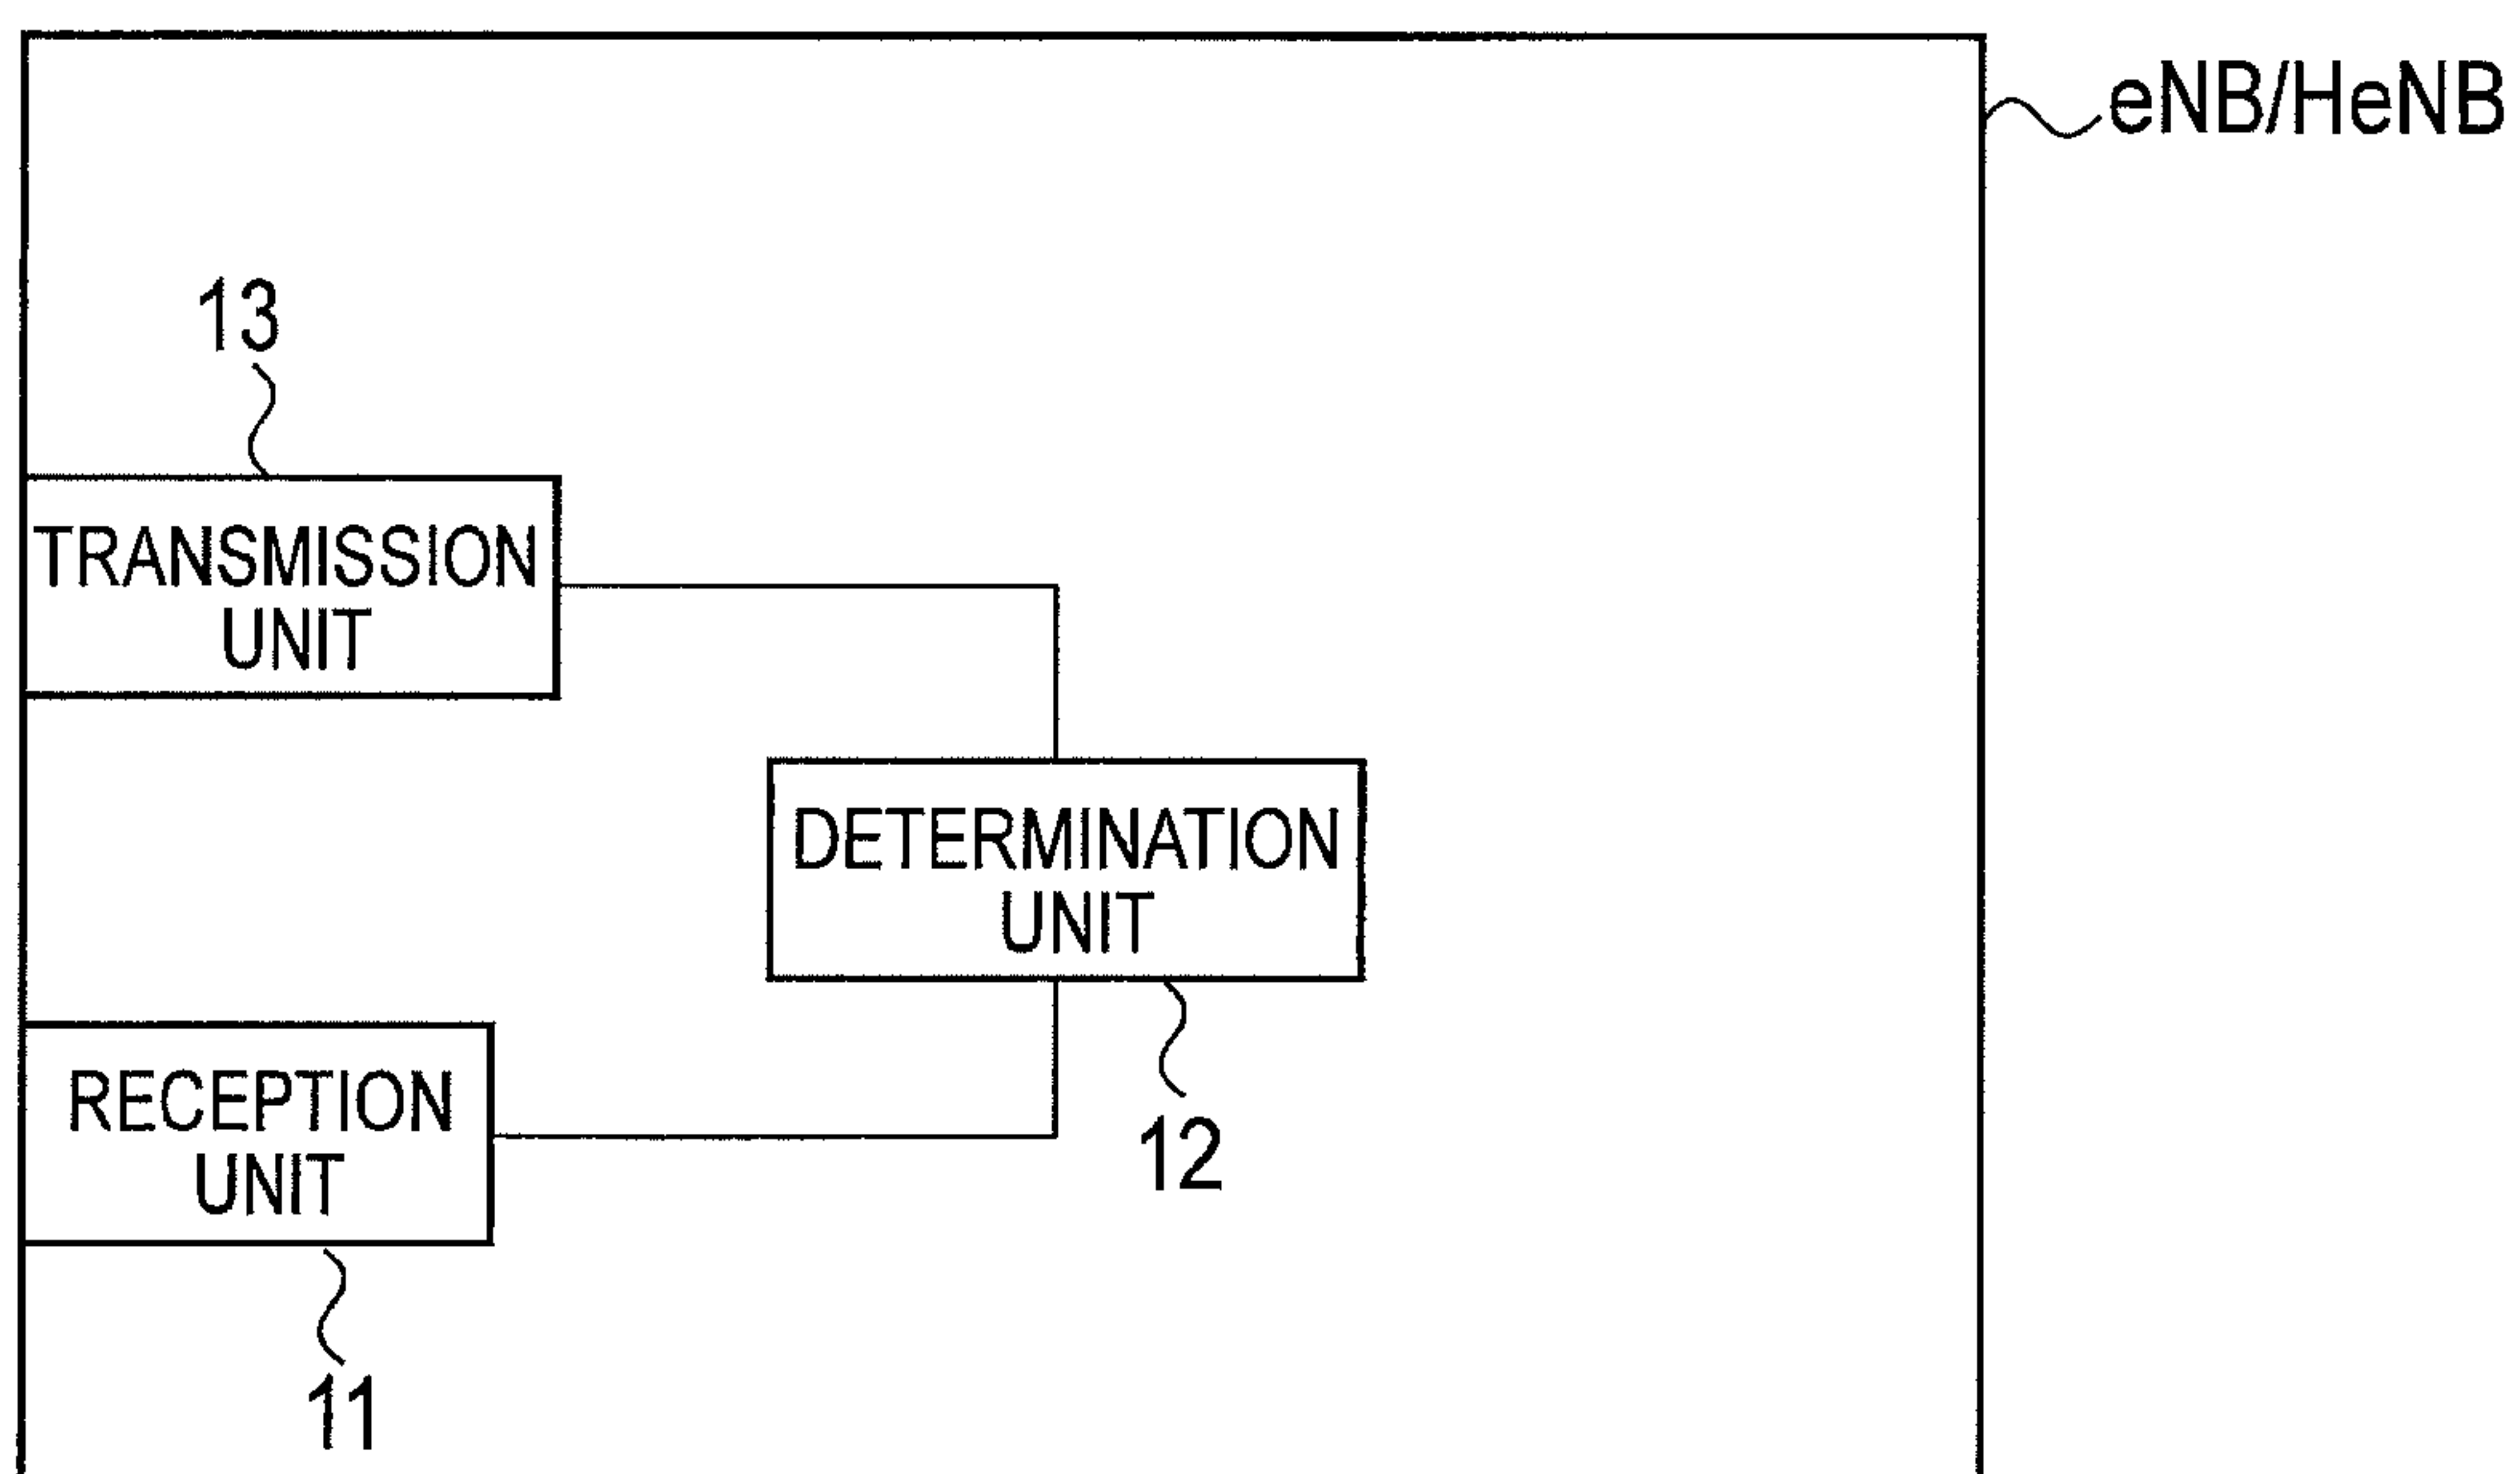 eNB/HeNB
13
TRANSMISSION
UNIT
DETERMINATION
UNIT
12
RECEPTION
UNIT
11